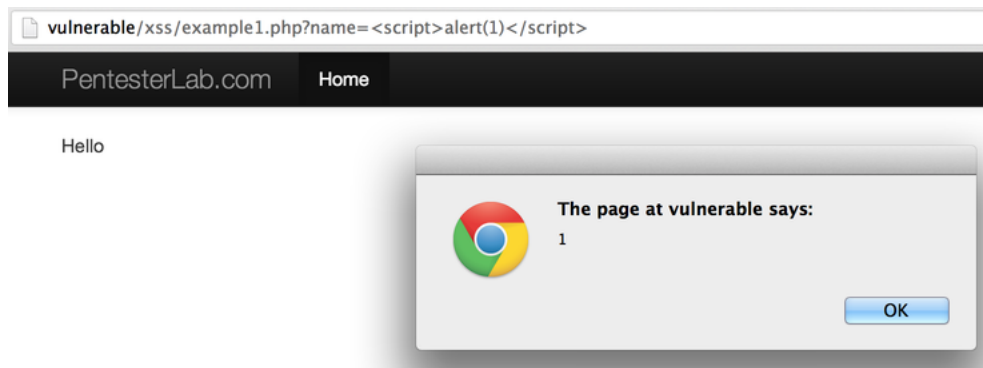 vulnerable/xss/example1.php?name=<script>alert(1)</script>
PentesterLab.com Home
Hello
The page at vulnerable says:
1
OK